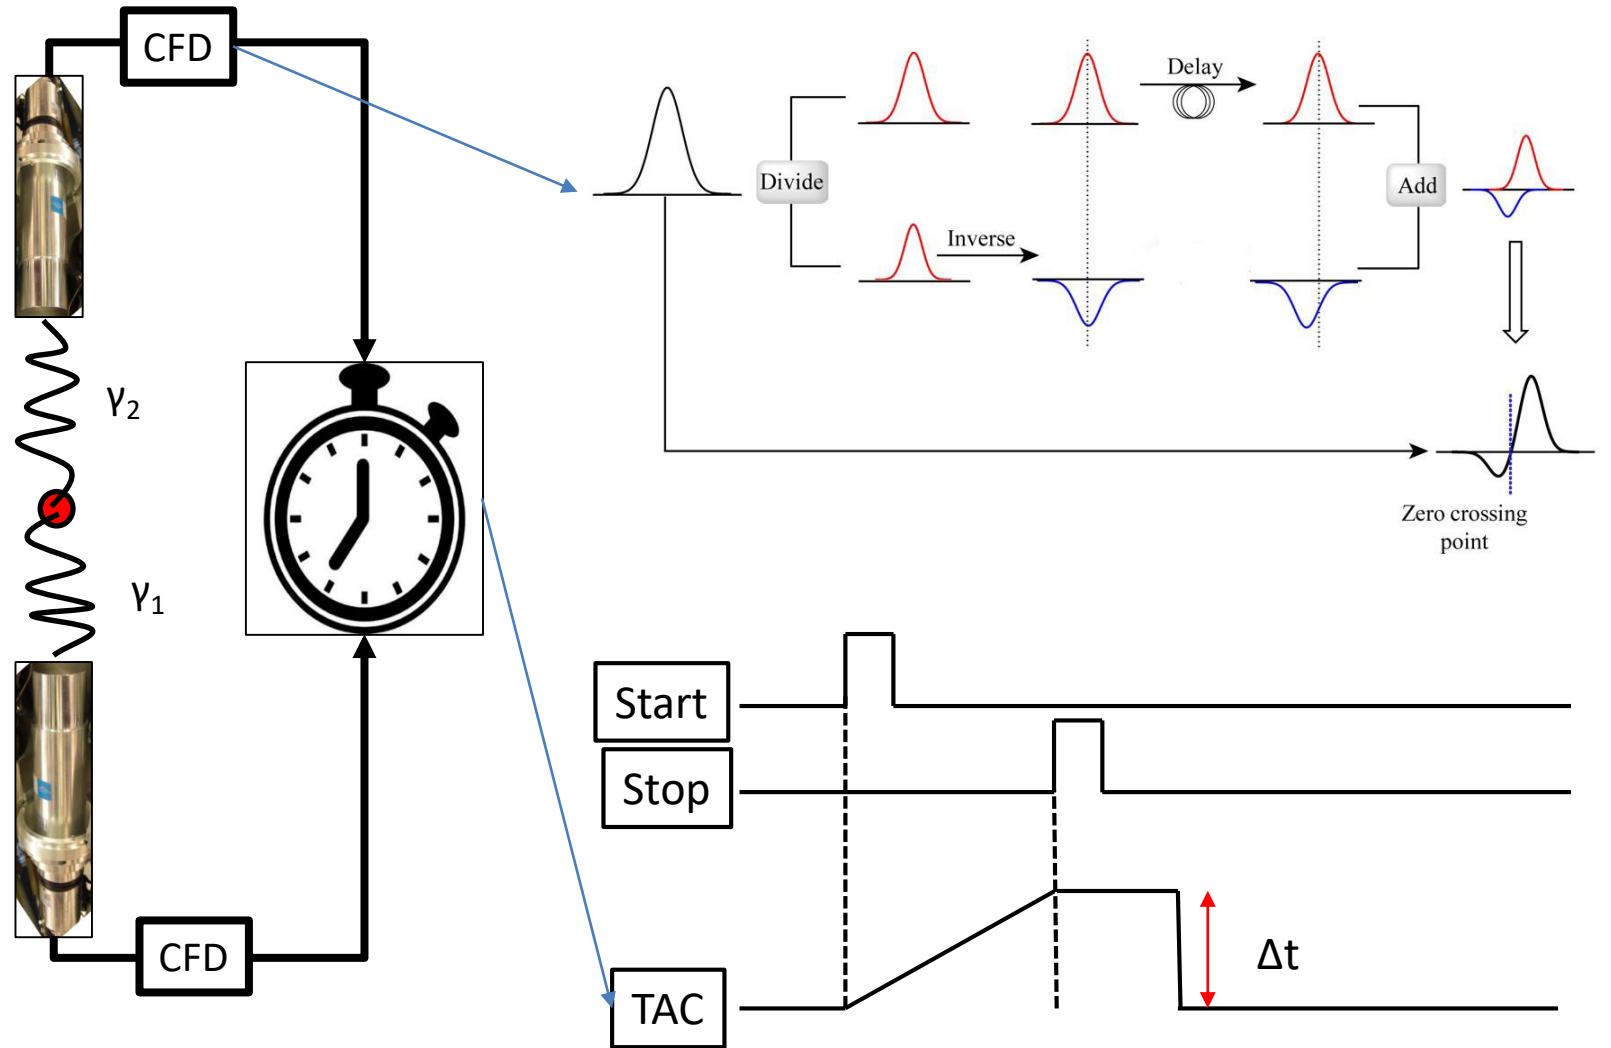 CFD
γ₂
γ₁
CFD
Divide
Inverse
Delay
Add
Zero crossing
point
Start
Stop
TAC
Δt